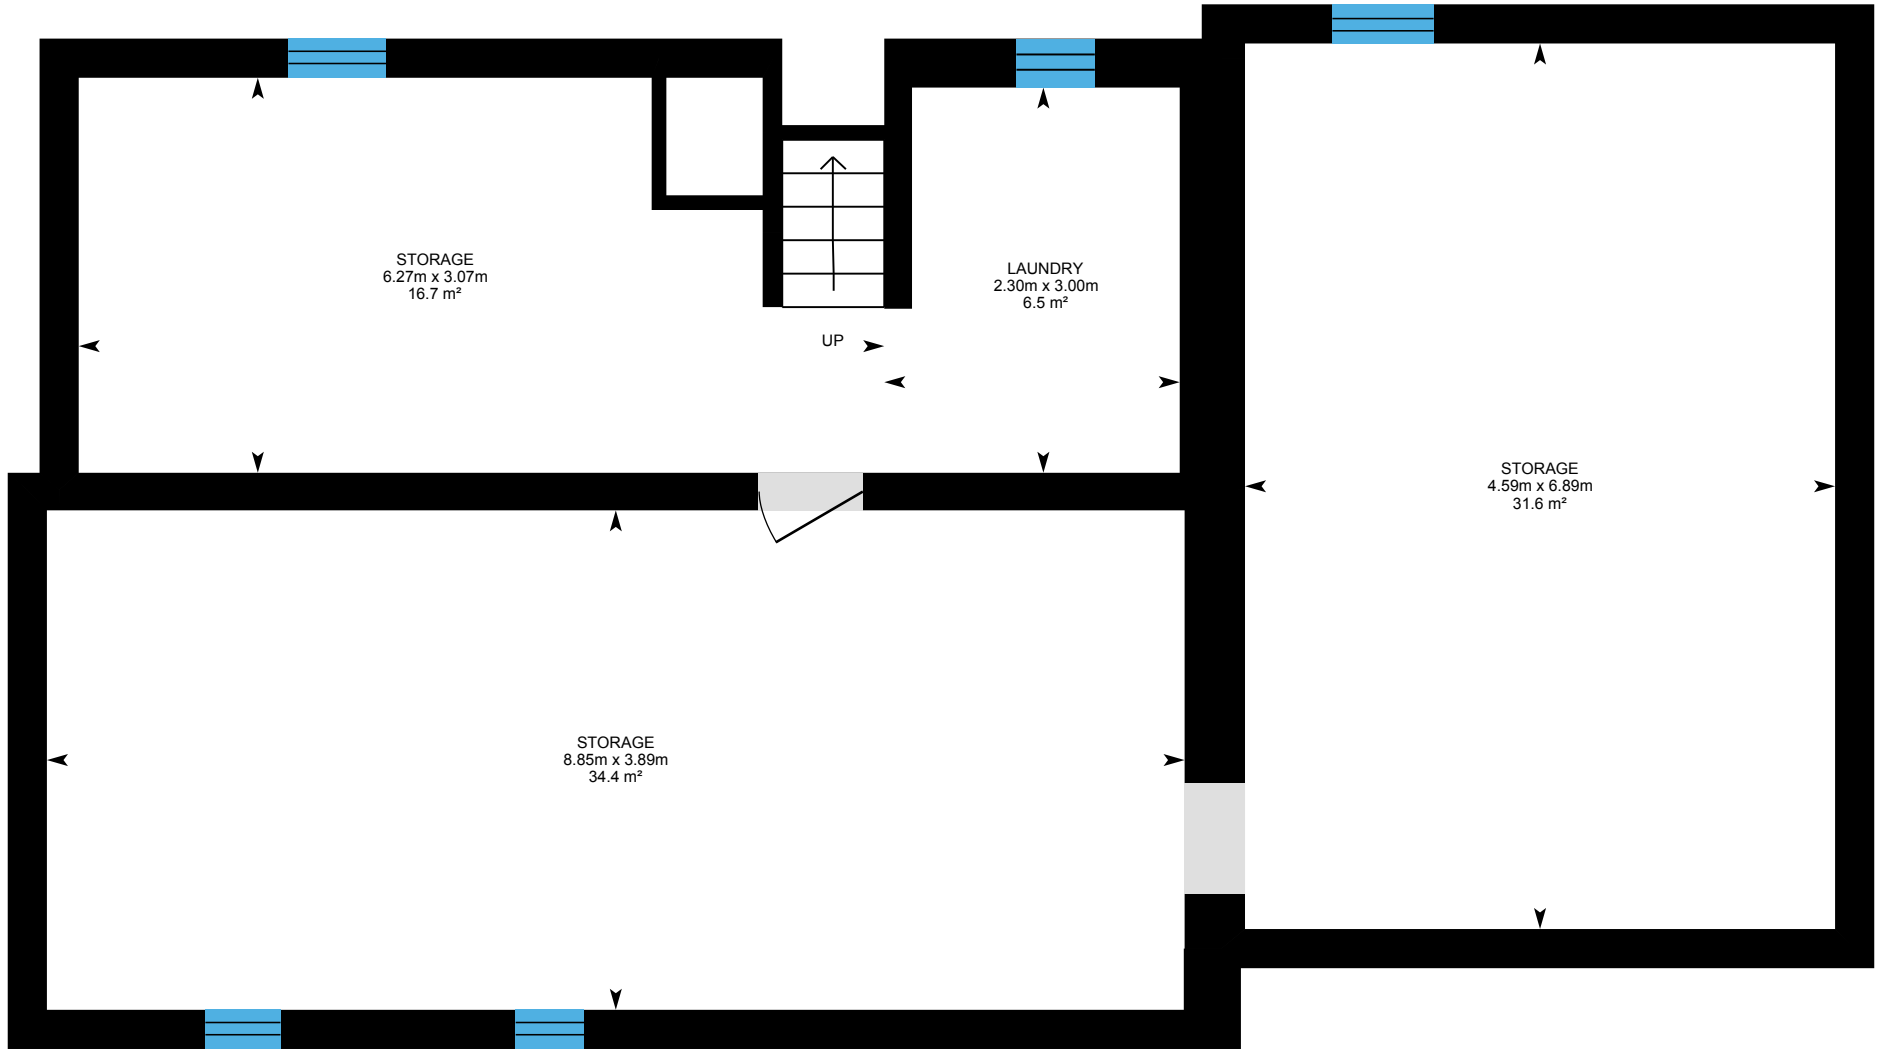 STORAGE
6.27m x 3.07m
16.7 m²
LAUNDRY
2.30m x 3.00m
6.5 m²
UP
STORAGE
4.59m x 6.89m
31.6 m²
STORAGE
8.85m x 3.89m
34.4 m²